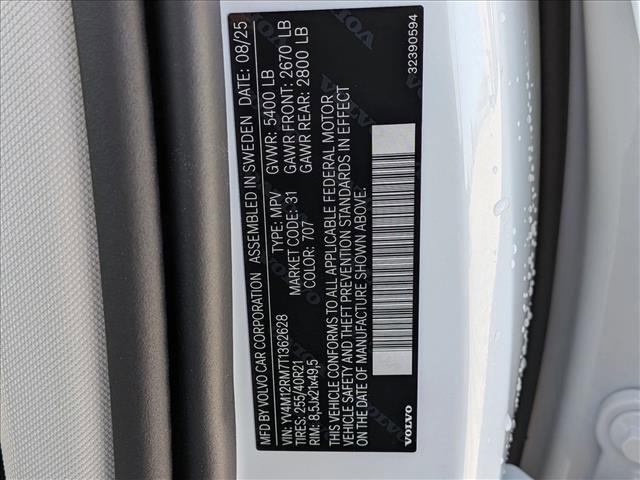 MFD BY VOLVO CAR CORPORATION ASSEMBLED IN SWEDEN DATE: 08/25
VIN: YV4M12RM7T1362628 TYPE: MPV GVWR: 5400 LB
TIRES: 255/40R21 MARKET CODE: 31 GAWR FRONT: 2670 LB
RIM: 8,5Jx21x49,5 COLOR: 707 GAWR REAR: 2800 LB
THIS VEHICLE CONFORMS TO ALL APPLICABLE FEDERAL MOTOR
VEHICLE SAFETY AND THEFT PREVENTION STANDARDS IN EFFECT
ON DATE OF MANUFACTURE SHOWN ABOVE.
VOLVO 32390594